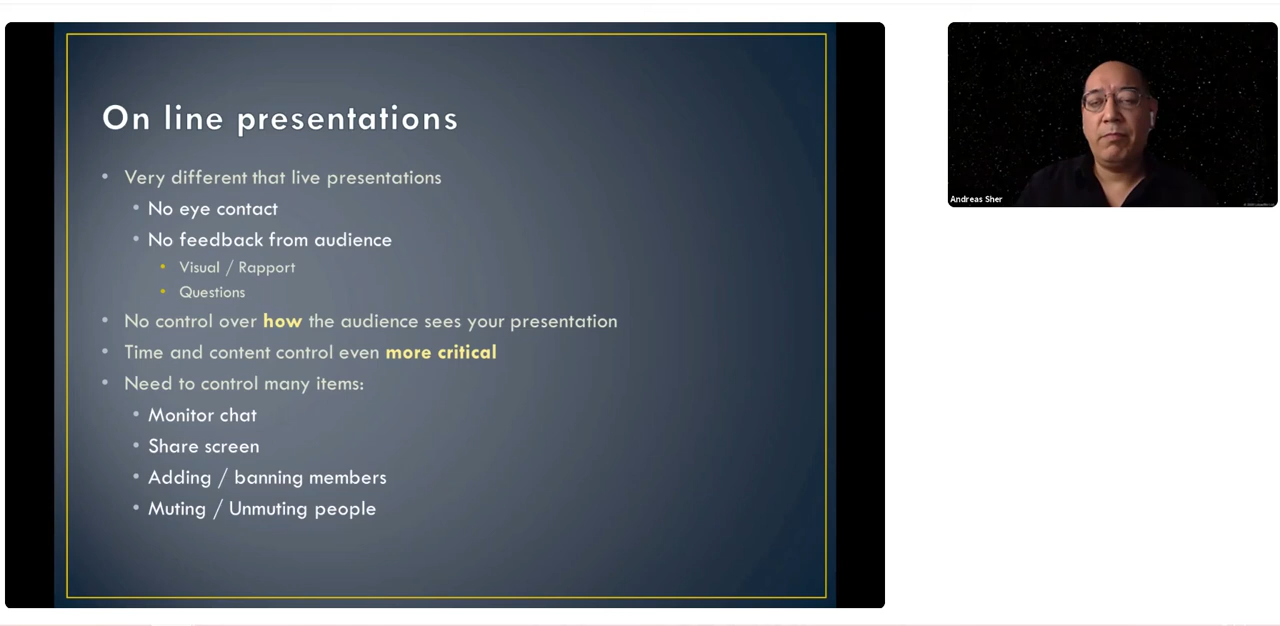 On line presentations
• Very different that live presentations
• No eye contact
• No feedback from audience
• Visual / Rapport
• Questions
• No control over how the audience sees your presentation
• Time and content control even more critical
• Need to control many items:
• Monitor chat
• Share screen
• Adding / banning members
• Muting / Unmuting people
Andreas Sher